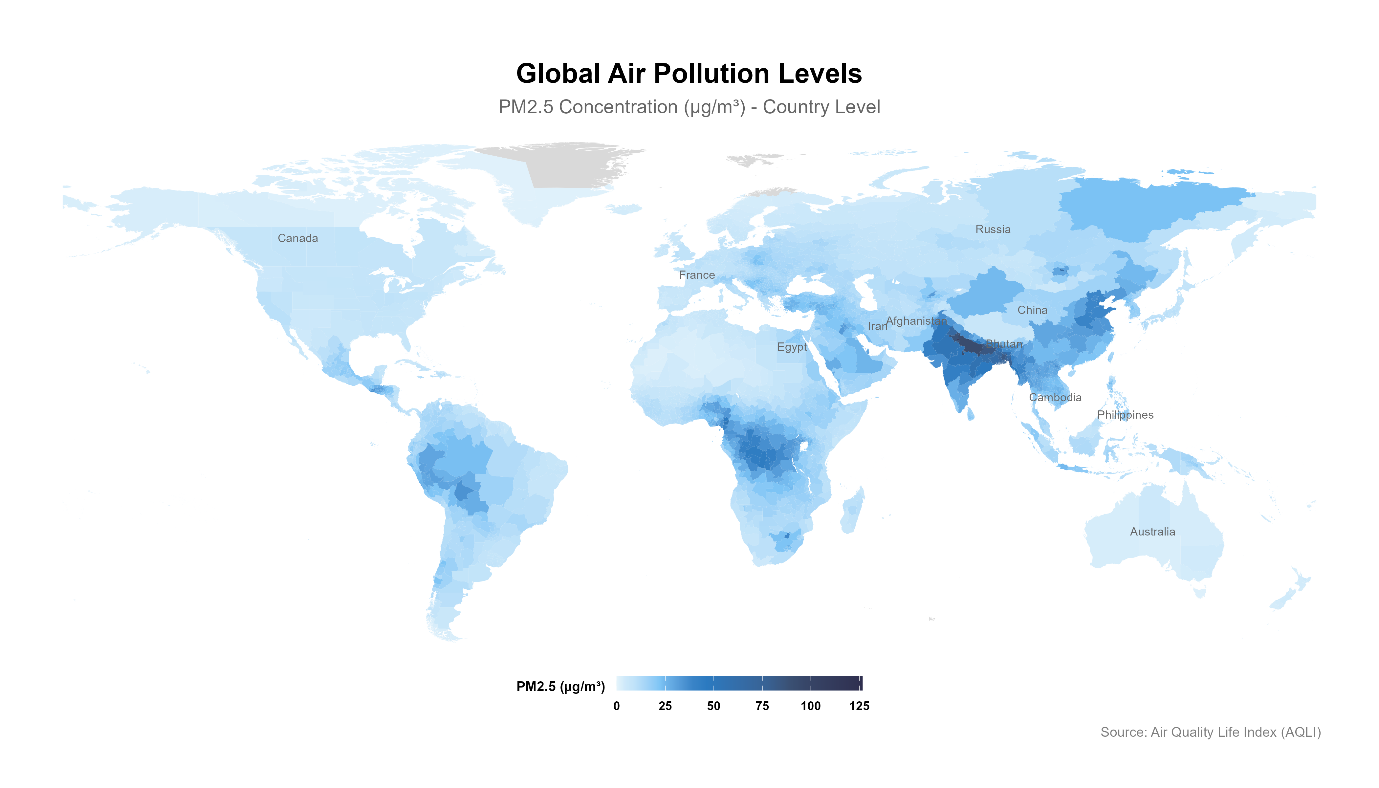 Global Air Pollution Levels
PM2.5 Concentration (µg/m³) - Country Level
Canada
Russia
France
China
Afghanistan
Iran
Bhutan
Egypt
Cambodia
Philippines
Australia
PM2.5 (µg/m³)
0 25 50 75 100 125
Source: Air Quality Life Index (AQLI)